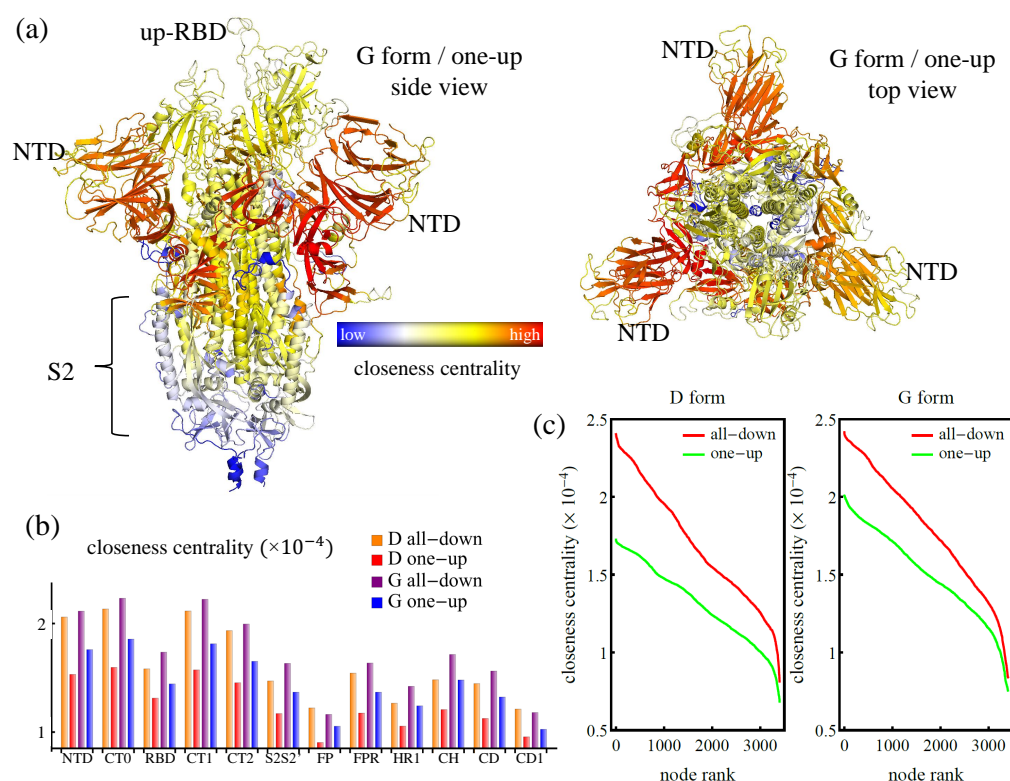 (a)
up-RBD
G form / one-up
side view
NTD
NTD
S2
low
high
closeness centrality
NTD
G form / one-up
top view
NTD
NTD
(b)
closeness centrality (×10⁻⁴)
D all−down
D one−up
G all−down
G one−up
2
1
NTD CT0 RBD CT1 CT2 S2S2' FP FPR HR1 CH CD CD1
(c)
D form
all−down
one−up
closeness centrality (× 10⁻⁴)
2.5
2
1.5
1
0.5
0 1000 2000 3000
node rank
G form
all−down
one−up
closeness centrality (× 10⁻⁴)
2.5
2
1.5
1
0.5
0 1000 2000 3000
node rank